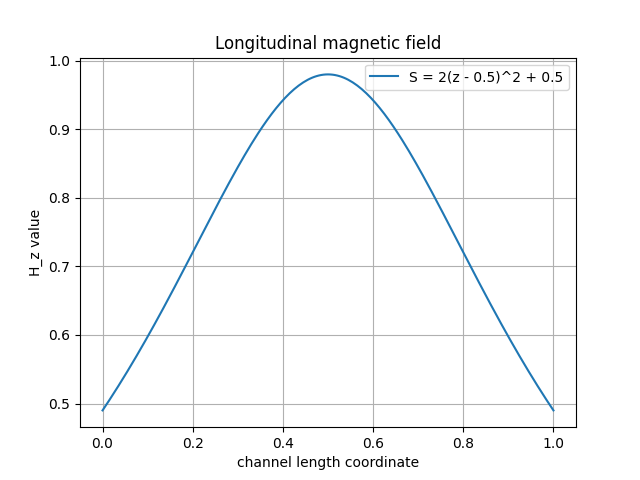 Longitudinal magnetic field
S = 2(z - 0.5)^2 + 0.5
1.0
0.9
0.8
0.7
0.6
0.5
H_z value
0.0 0.2 0.4 0.6 0.8 1.0
channel length coordinate